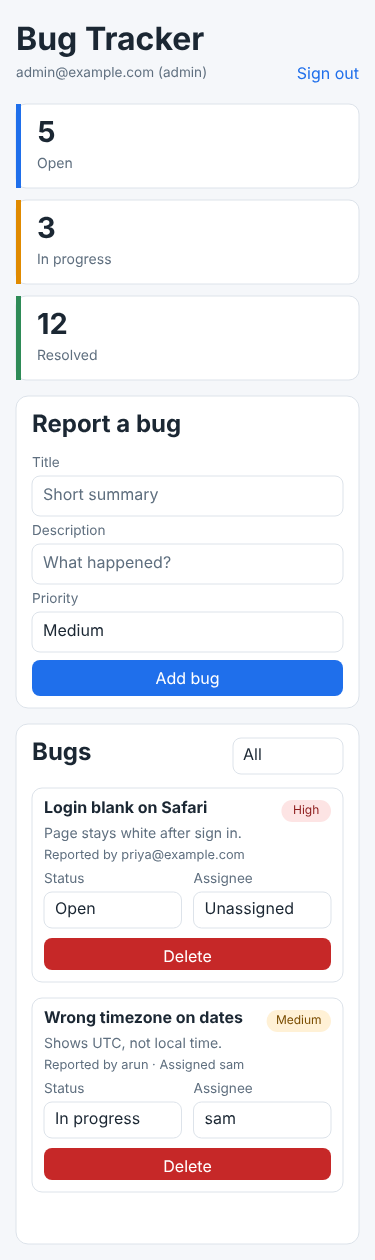 Bug Tracker
admin@example.com (admin)
Sign out
5
Open
3
In progress
12
Resolved
Report a bug
Title
Short summary
Description
What happened?
Priority
Medium
Add bug
Bugs
All
Login blank on Safari
High
Page stays white after sign in.
Reported by priya@example.com
Status
Assignee
Open
Unassigned
Delete
Wrong timezone on dates
Medium
Shows UTC, not local time.
Reported by arun · Assigned sam
Status
Assignee
In progress
sam
Delete